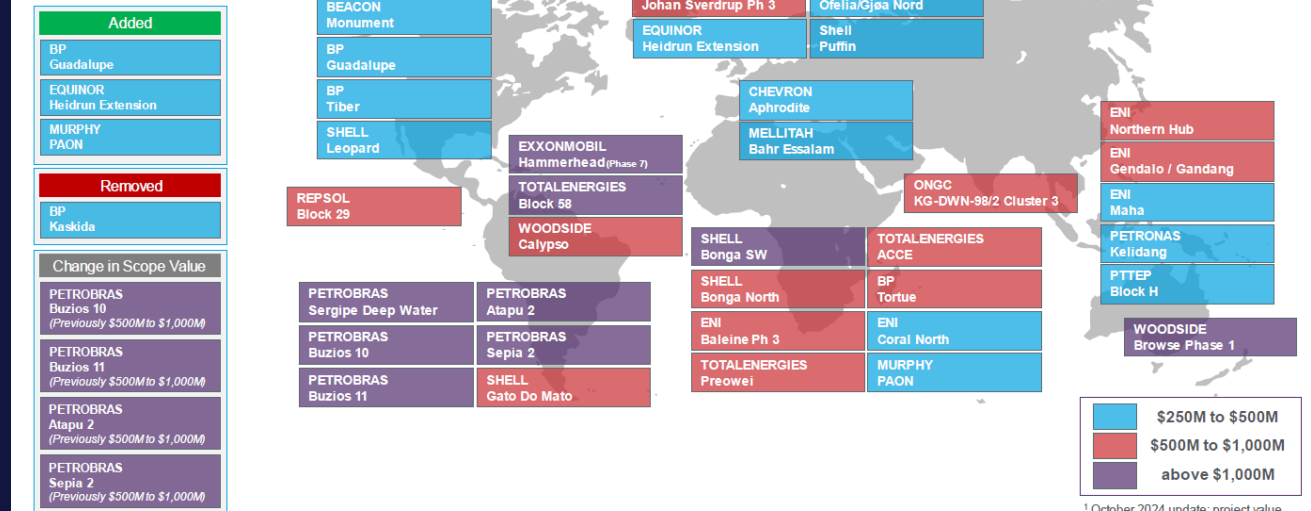 Added
BP
Guadalupe
EQUINOR
Heidrun Extension
MURPHY
PAON
Removed
BP
Kaskida
Change in Scope Value
PETROBRAS
Buzios 10
(Previously $500M to $1,000M)
PETROBRAS
Buzios 11
(Previously $500M to $1,000M)
PETROBRAS
Atapu 2
(Previously $500M to $1,000M)
PETROBRAS
Sepia 2
(Previously $500M to $1,000M)
BEACON
Monument
BP
Guadalupe
BP
Tiber
SHELL
Leopard
REPSOL
Block 29
EXXONMOBIL
Hammerhead (Phase 7)
TOTALENERGIES
Block 58
WOODSIDE
Calypso
PETROBRAS
Sergipe Deep Water
PETROBRAS
Buzios 10
PETROBRAS
Buzios 11
PETROBRAS
Atapu 2
PETROBRAS
Sepia 2
SHELL
Gato Do Mato
Johan Sverdrup Ph 3
EQUINOR
Heidrun Extension
Ofelia/Gjøa Nord
Shell
Puffin
CHEVRON
Aphrodite
MELLITAH
Bahr Essalam
SHELL
Bonga SW
SHELL
Bonga North
ENI
Baleine Ph 3
TOTALENERGIES
Preowei
TOTALENERGIES
ACCE
BP
Tortue
ENI
Coral North
MURPHY
PAON
ONGC
KG-DWN-98/2 Cluster 3
ENI
Northern Hub
ENI
Gendalo / Gandang
ENI
Maha
PETRONAS
Kelidang
PTTEP
Block H
WOODSIDE
Browse Phase 1
$250M to $500M
$500M to $1,000M
above $1,000M
1 October 2024 update: project value